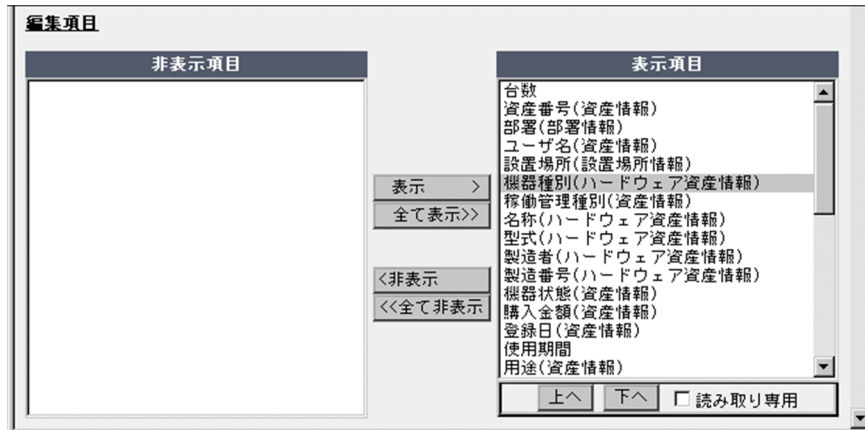 編集項目
非表示項目
表示項目
台数
資産番号(資産情報)
部署(部署情報)
ユーザ名(資産情報)
設置場所(設置場所情報)
機器種別(ハードウェア資産情報)
稼働管理種別(資産情報)
名称(ハードウェア資産情報)
型式(ハードウェア資産情報)
製造者(ハードウェア資産情報)
製造番号(ハードウェア資産情報)
機器状態(資産情報)
購入金額(資産情報)
登録日(資産情報)
使用期間
用途(資産情報)
表示 >
全て表示>>
<非表示
<<全て非表示
上へ 下へ 読み取り専用